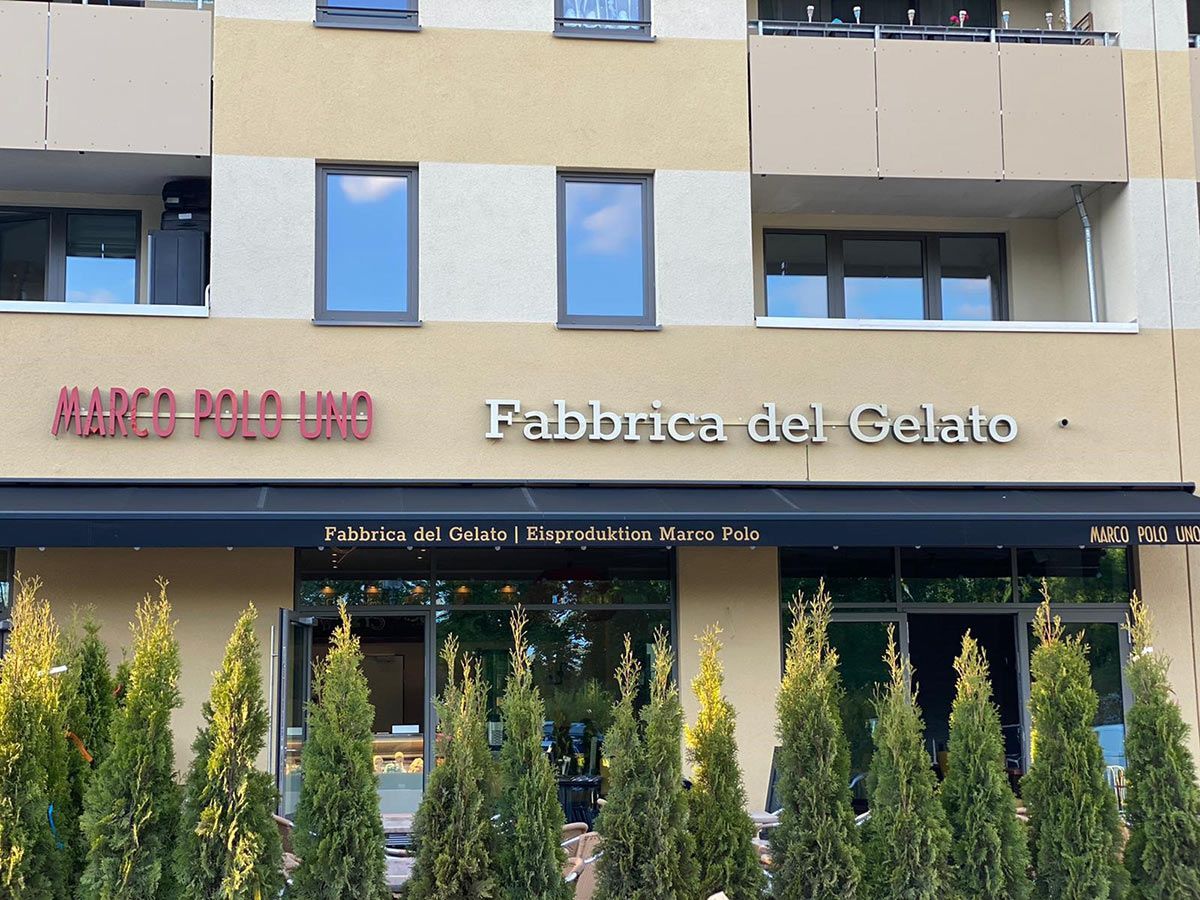 MARCO POLO UNO
Fabbrica del Gelato
Fabbrica del Gelato | Eisproduktion Marco Polo
MARCO POLO UNO